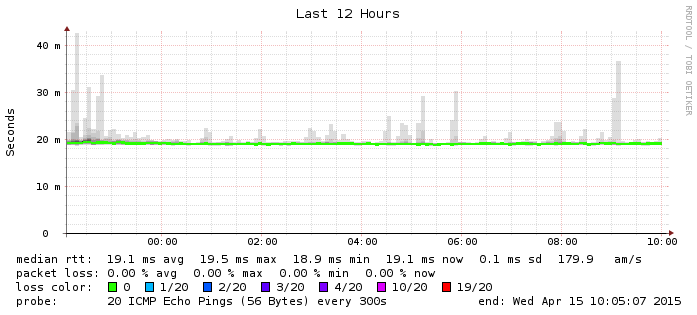 Last 12 Hours
RRDTOOL / TOBI OETIKER
Seconds
40 m
30 m
20 m
10 m
0
00:00 02:00 04:00 06:00 08:00 10:00
median rtt: 19.1 ms avg 19.5 ms max 18.9 ms min 19.1 ms now 0.1 ms sd 179.9 am/s
packet loss: 0.00 % avg 0.00 % max 0.00 % min 0.00 % now
loss color: 0 1/20 2/20 3/20 4/20 10/20 19/20
probe: 20 ICMP Echo Pings (56 Bytes) every 300s end: Wed Apr 15 10:05:07 2015